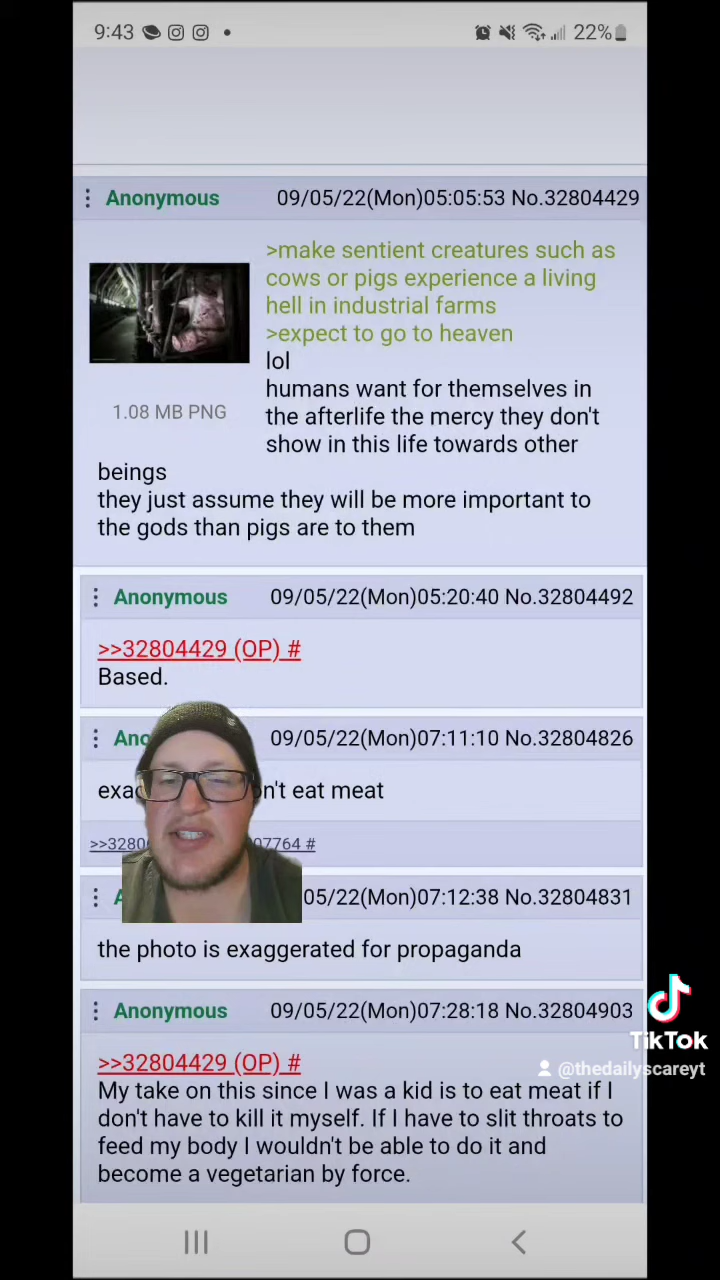 9:43
22%
Anonymous 09/05/22(Mon)05:05:53 No.32804429
>make sentient creatures such as
cows or pigs experience a living
hell in industrial farms
>expect to go to heaven
lol
humans want for themselves in
the afterlife the mercy they don't
show in this life towards other
beings
they just assume they will be more important to
the gods than pigs are to them
1.08 MB PNG
Anonymous 09/05/22(Mon)05:20:40 No.32804492
>>32804429 (OP) #
Based.
09/05/22(Mon)07:11:10 No.32804826
eat meat
#
05/22(Mon)07:12:38 No.32804831
the photo is exaggerated for propaganda
Anonymous 09/05/22(Mon)07:28:18 No.32804903
>>32804429 (OP) #
My take on this since I was a kid is to eat meat if I
don't have to kill it myself. If I have to slit throats to
feed my body I wouldn't be able to do it and
become a vegetarian by force.
TikTok
@thedailyscareyt